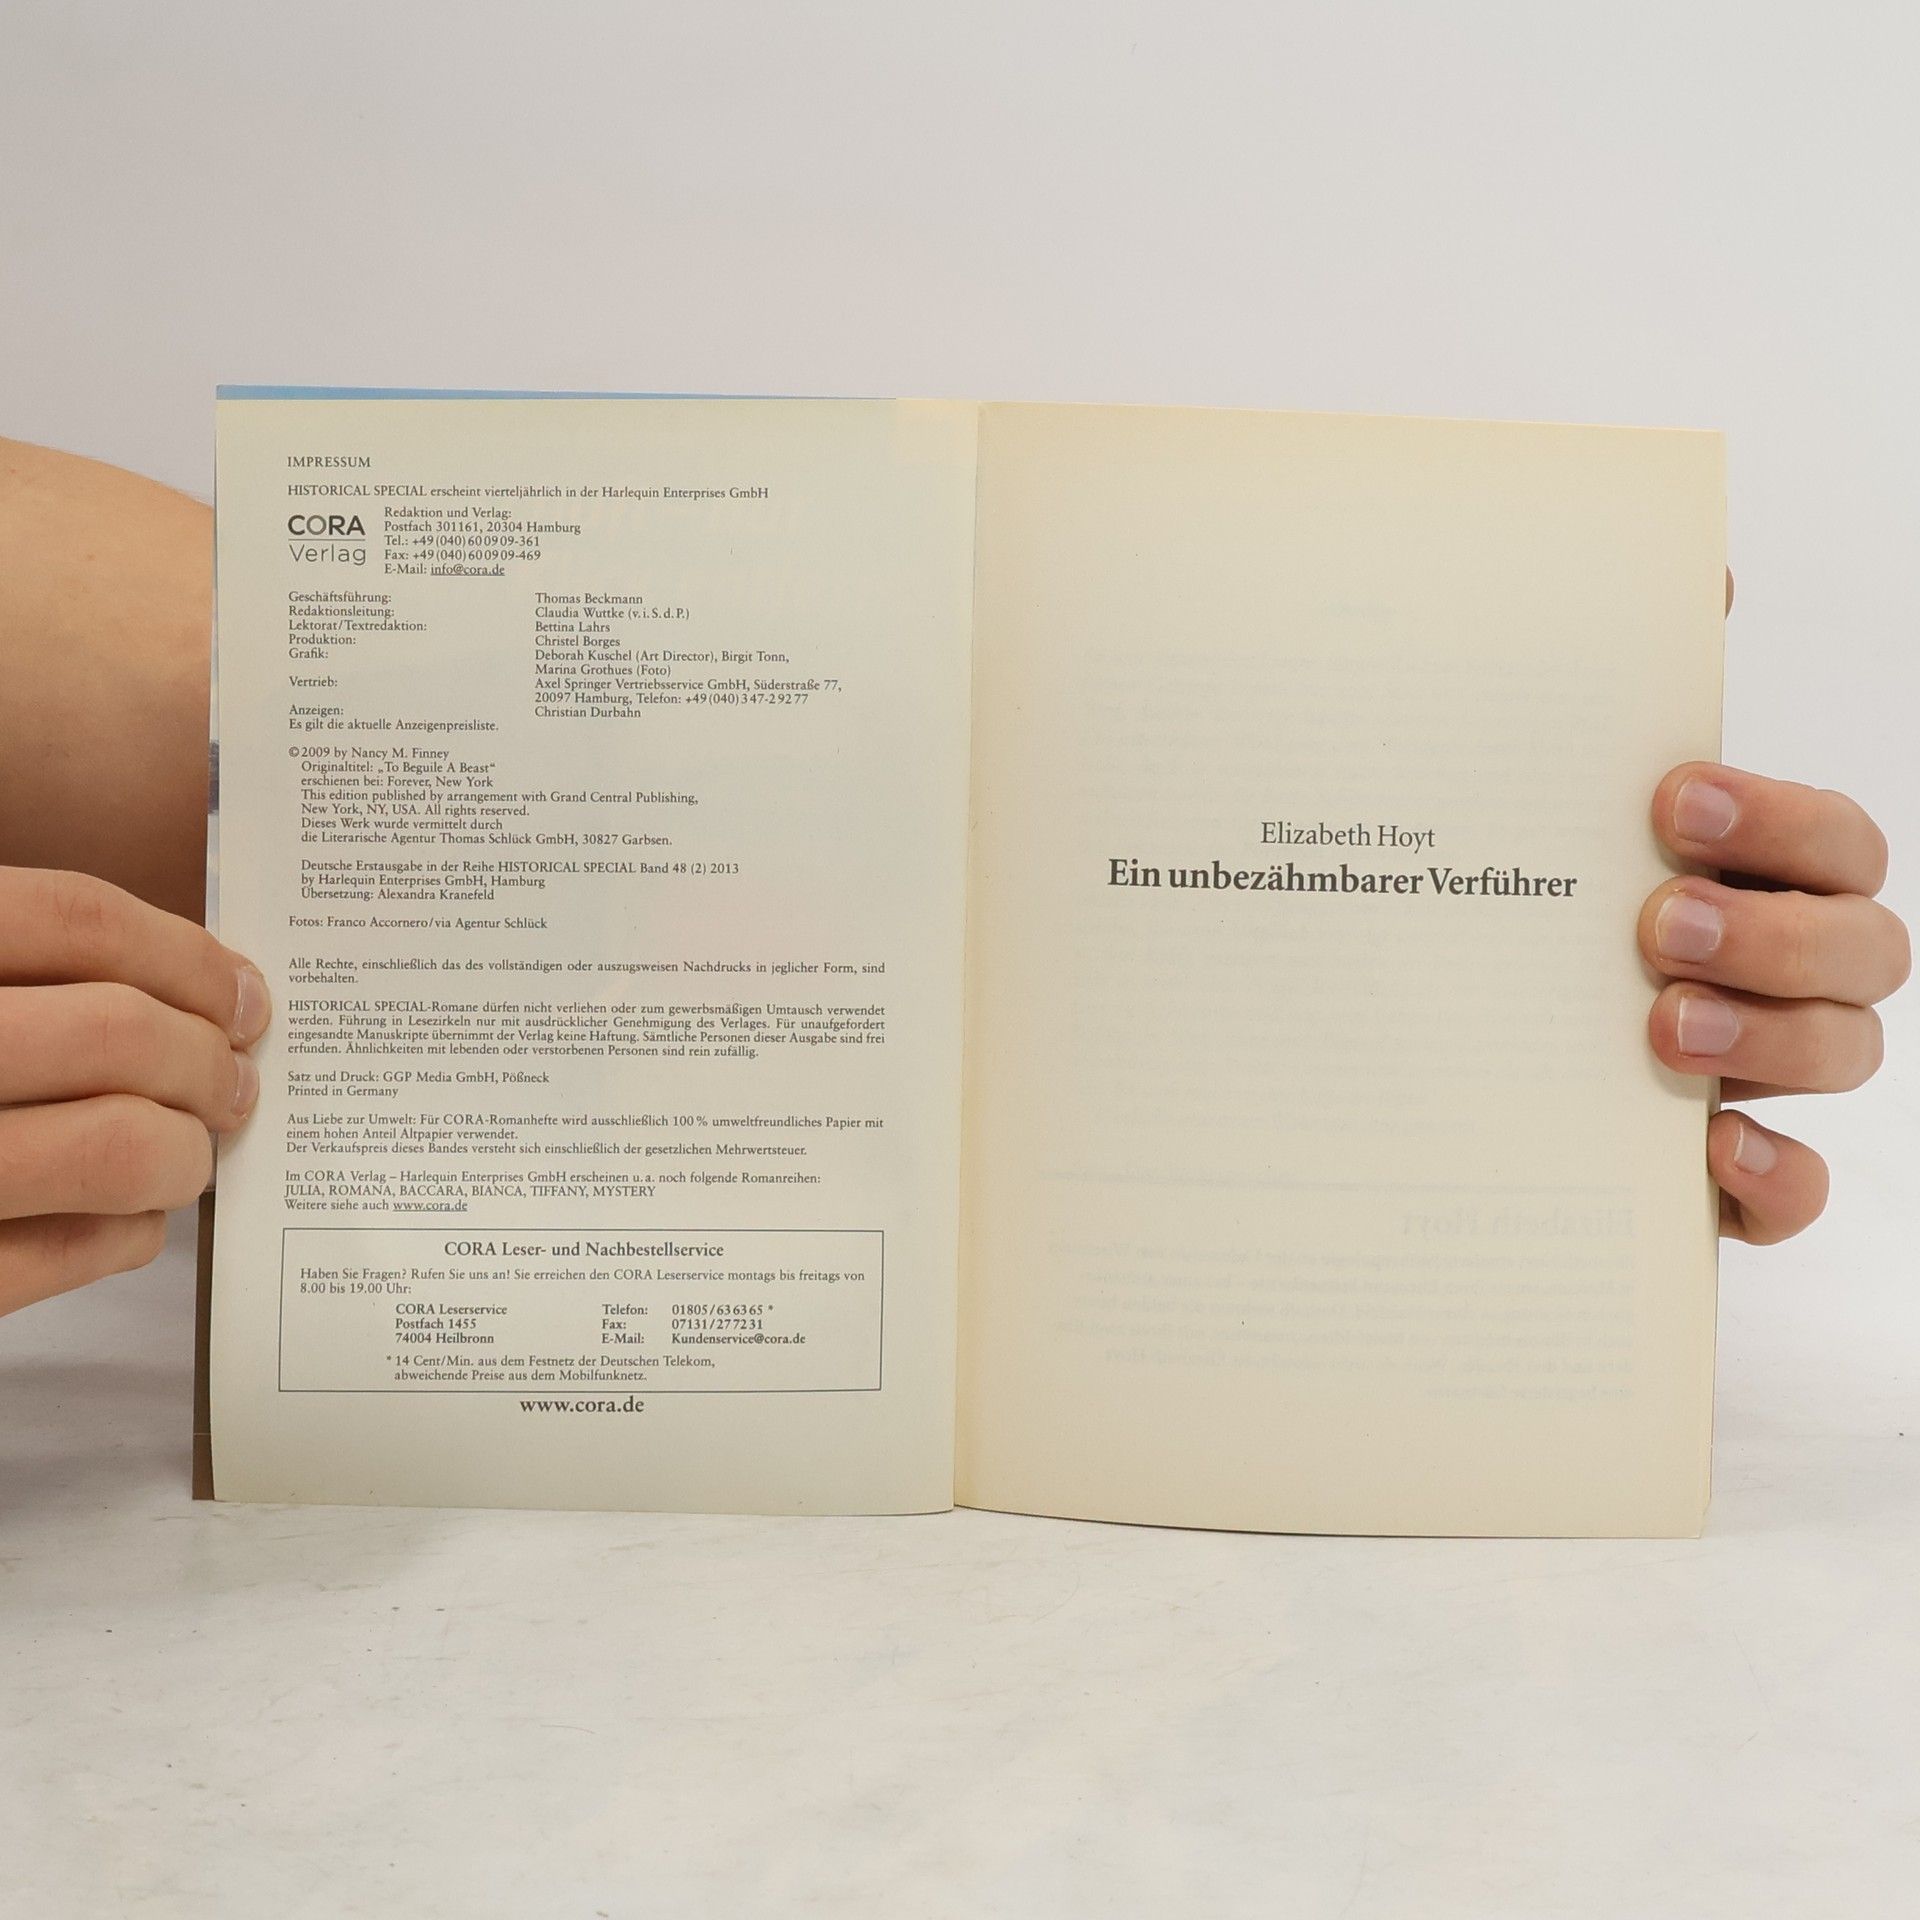 IMPRESSUM
HISTORICAL SPECIAL erscheint vierteljährlich in der Harlequin Enterprises GmbH
CORA
Verlag
Redaktion und Verlag:
Postfach 301161, 20304 Hamburg
Tel.: +49(040)600909-361
Fax: +49(040)600909-469
E-Mail: info@cora.de
Geschäftsführung: Thomas Beckmann
Redaktionsleitung: Claudia Wuttke (v.i.S.d.P.)
Lektorat/Textredaktion: Bettina Lahrs
Produktion: Christel Borges
Grafik: Deborah Kuschel (Art Director), Birgit Tonn,
Marina Grothues (Foto)
Vertrieb: Axel Springer Vertriebsservice GmbH, Süderstraße 77,
20097 Hamburg, Telefon: +49(040)347-29277
Anzeigen: Christian Durbahn
Es gilt die aktuelle Anzeigenpreisliste.
©2009 by Nancy M. Finney
Originaltitel: „To Beguile A Beast“
erschienen bei: Forever, New York
This edition published by arrangement with Grand Central Publishing,
New York, NY, USA. All rights reserved.
Dieses Werk wurde vermittelt durch
die Literarische Agentur Thomas Schlück GmbH, 30827 Garbsen.
Deutsche Erstausgabe in der Reihe HISTORICAL SPECIAL Band 48 (2) 2013
by Harlequin Enterprises GmbH, Hamburg
Übersetzung: Alexandra Kranefeld
Fotos: Franco Accornero/via Agentur Schlück
Alle Rechte, einschließlich das des vollständigen oder auszugsweisen Nachdrucks in jeglicher Form, sind
vorbehalten.
HISTORICAL SPECIAL-Romane dürfen nicht verliehen oder zum gewerbsmäßigen Umtausch verwendet
werden. Führung in Lesezirkeln nur mit ausdrücklicher Genehmigung des Verlages. Für unaufgefordert
eingesandte Manuskripte übernimmt der Verlag keine Haftung. Sämtliche Personen dieser Ausgabe sind frei
erfunden. Ähnlichkeiten mit lebenden oder verstorbenen Personen sind rein zufällig.
Satz und Druck: GGP Media GmbH, Pößneck
Printed in Germany
Aus Liebe zur Umwelt: Für CORA-Romanhefte wird ausschließlich 100% umweltfreundliches Papier mit
einem hohen Anteil Altpapier verwendet.
Der Verkaufspreis dieses Bandes versteht sich einschließlich der gesetzlichen Mehrwertsteuer.
Im CORA Verlag – Harlequin Enterprises GmbH erscheinen u.a. noch folgende Romanreihen:
JULIA, ROMANA, BACCARA, BIANCA, TIFFANY, MYSTERY
Weitere siehe auch www.cora.de
CORA Leser- und Nachbestellservice
Haben Sie Fragen? Rufen Sie uns an! Sie erreichen den CORA Leserservice montags bis freitags von
8.00 bis 19.00 Uhr:
CORA Leserservice Telefon: 01805/636365 *
Postfach 1455 Fax: 07131/277231
74004 Heilbronn E-Mail: Kundenservice@cora.de
* 14 Cent/Min. aus dem Festnetz der Deutschen Telekom,
abweichende Preise aus dem Mobilfunknetz.
www.cora.de
Elizabeth Hoyt
Ein unbezähmbarer Verführer